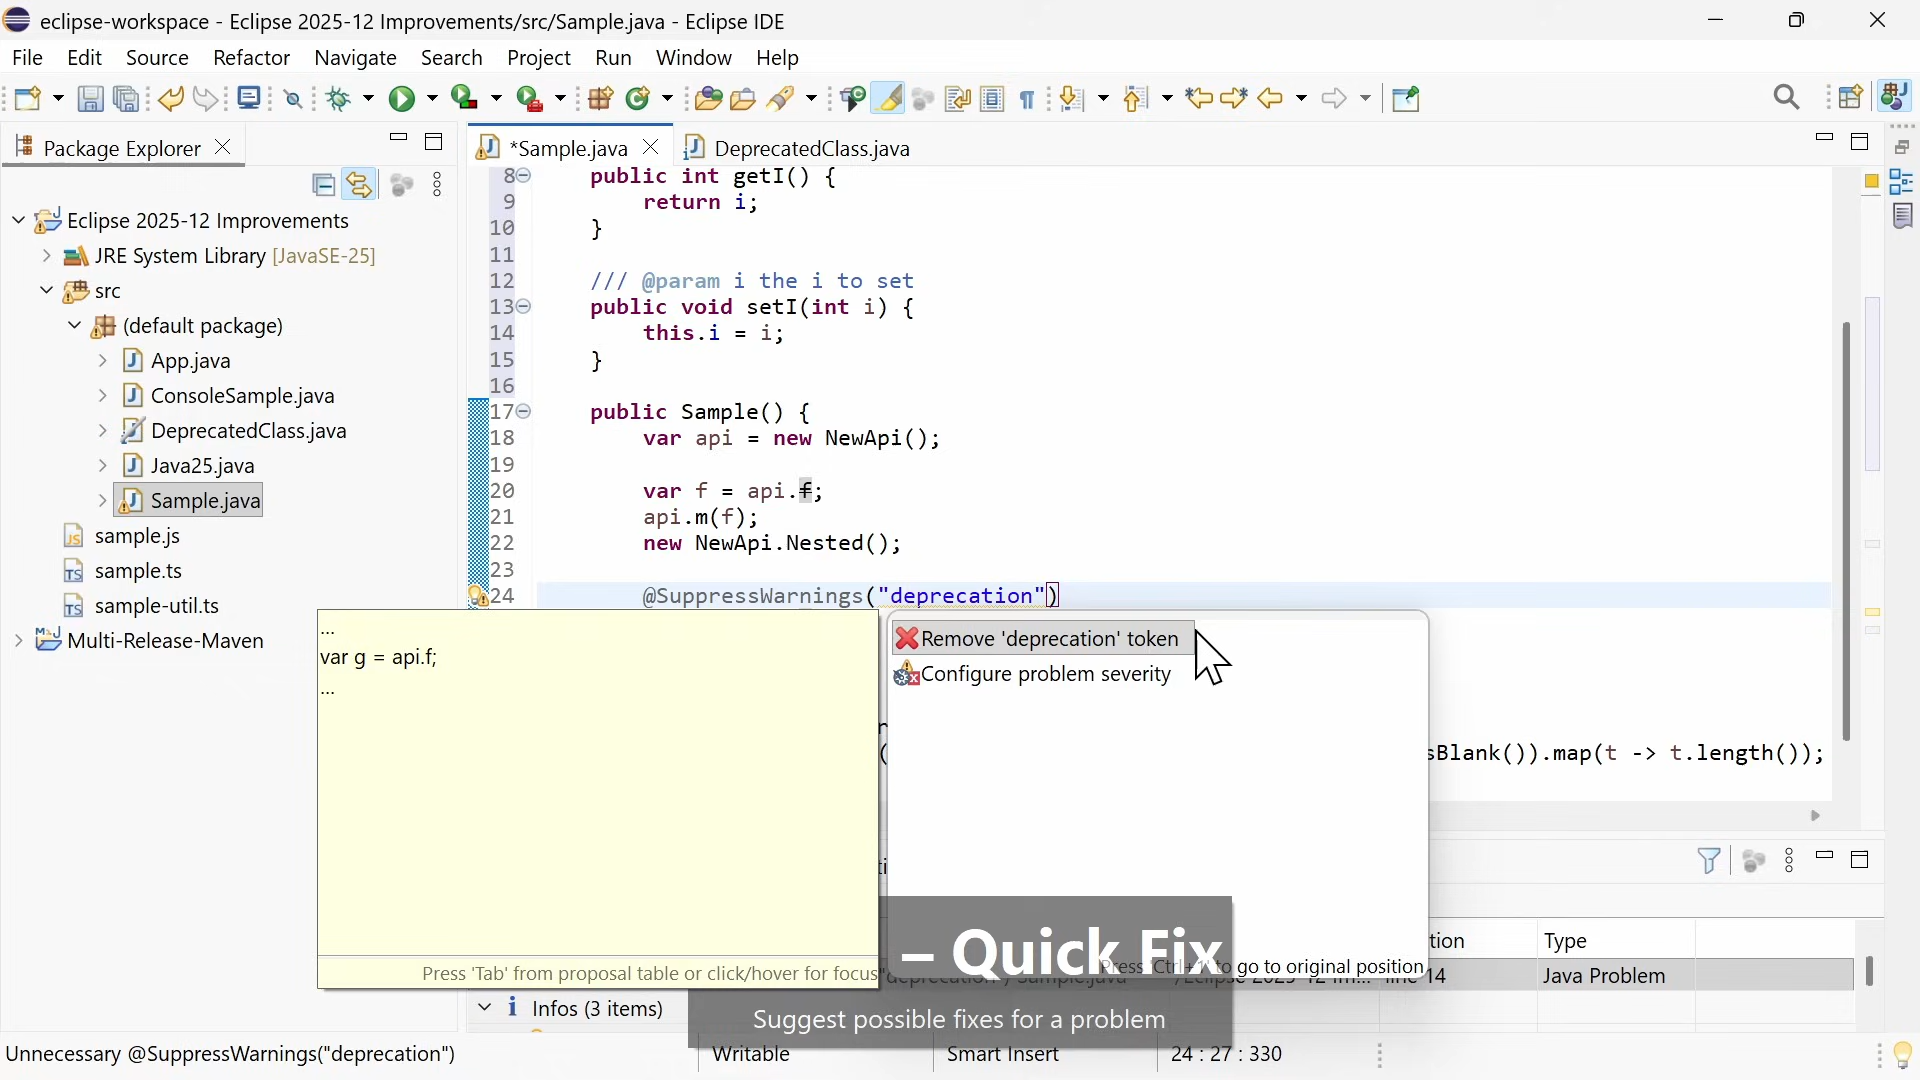 eclipse-workspace - Eclipse 2025-12 Improvements/src/Sample.java - Eclipse IDE
File Edit Source Refactor Navigate Search Project Run Window Help
Package Explorer
Eclipse 2025-12 Improvements
JRE System Library [JavaSE-25]
src
(default package)
App.java
ConsoleSample.java
DeprecatedClass.java
Java25.java
Sample.java
sample.js
sample.ts
sample-util.ts
Multi-Release-Maven
*Sample.java DeprecatedClass.java
8 public int getI() {
9 return i;
10 }
11
12 /// @param i the i to set
13 public void setI(int i) {
14 this.i = i;
15 }
16
17 public Sample() {
18 var api = new NewApi();
19
20 var f = api.f;
21 api.m(f);
22 new NewApi.Nested();
23
24 @SuppressWarnings("deprecation")
...
var g = api.f;
...
Press 'Tab' from proposal table or click/hover for focus
Remove 'deprecation' token
Configure problem severity
sBlank()).map(t -> t.length());
– Quick Fix
Press 'Ctrl+1' to go to original position
Suggest possible fixes for a problem
tion Type
line 14 Java Problem
Infos (3 items)
Unnecessary @SuppressWarnings("deprecation") Writable Smart Insert 24 : 27 : 330